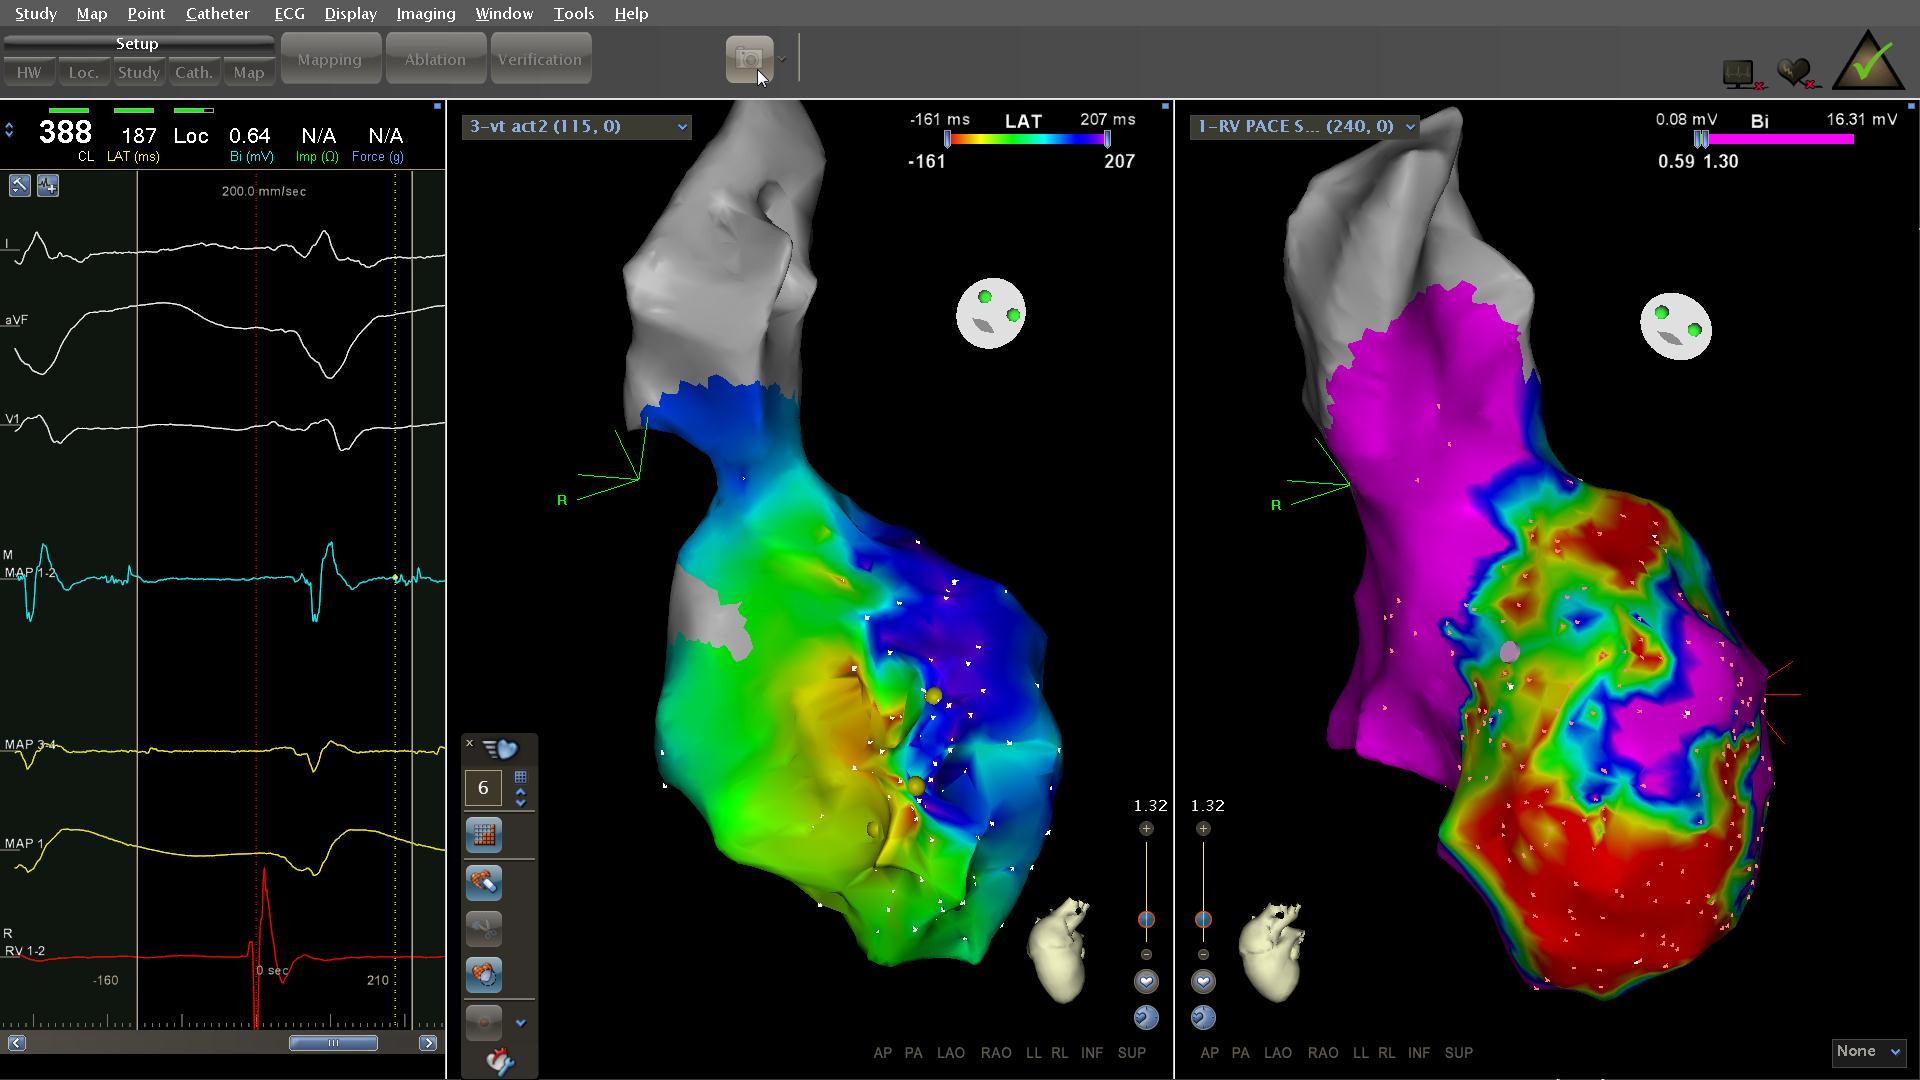 Study Map Point Catheter ECG Display Imaging Window Tools Help
Setup
HW Loc. Study Cath. Map
Mapping Ablation Verification
388 187 Loc 0.64 N/A N/A
CL LAT (ms) Bi (mV) Imp (Ω) Force (g)
200.0 mm/sec
I
aVF
V1
M
MAP 1-2
MAP 3-4
MAP 1
R
RV 1-2
0 sec
-160 210
3-vt act2 (115, 0)
-161 ms LAT 207 ms
-161 207
R
6
1.32
AP PA LAO RAO LL RL INF SUP
1-RV PACE S... (240, 0)
0.08 mV Bi 16.31 mV
0.59 1.30
R
1.32
AP PA LAO RAO LL RL INF SUP
None